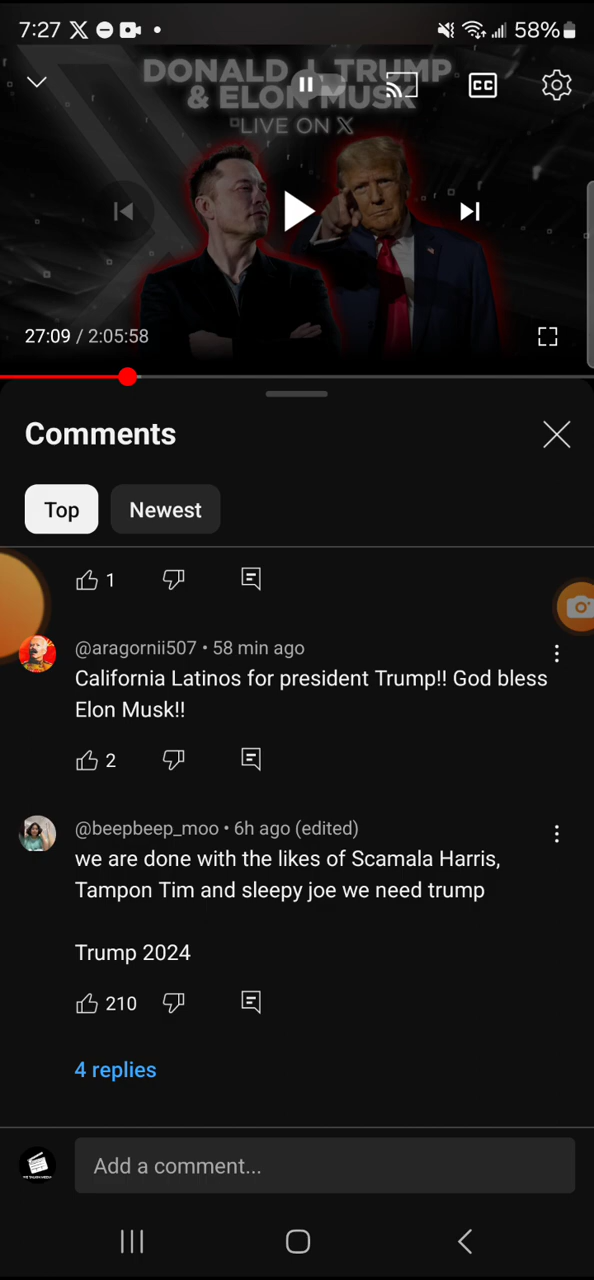 7:27
58%
DONALD J. TRUMP
& ELON MUSK
LIVE ON X
CC
27:09 / 2:05:58
Comments
Top
Newest
1
@aragornii507 • 58 min ago
California Latinos for president Trump!! God bless
Elon Musk!!
2
@beepbeep_moo • 6h ago (edited)
we are done with the likes of Scamala Harris,
Tampon Tim and sleepy joe we need trump
Trump 2024
210
4 replies
Add a comment...